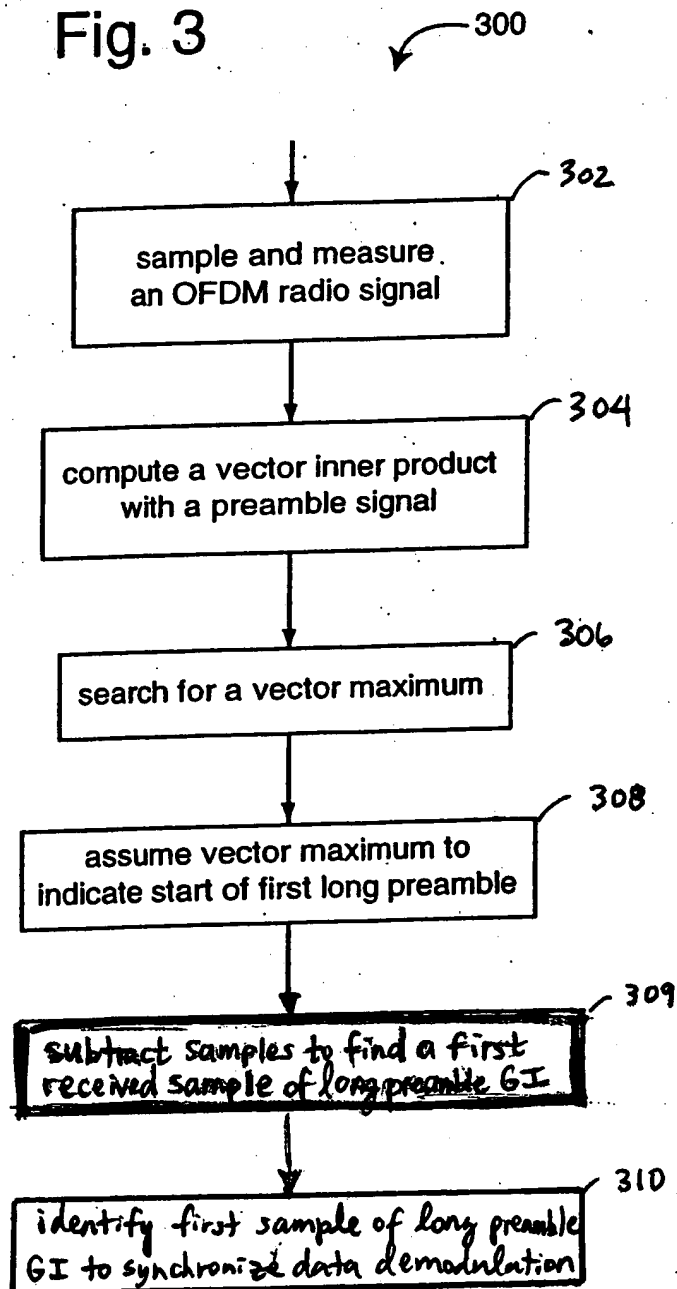 Fig. 3
300
302
sample and measure
an OFDM radio signal
304
compute a vector inner product
with a preamble signal
306
search for a vector maximum
308
assume vector maximum to
indicate start of first long preamble
309
subtract samples to find a first
received sample of long preamble GI
310
identify first sample of long preamble
GI to synchronize data demodulation